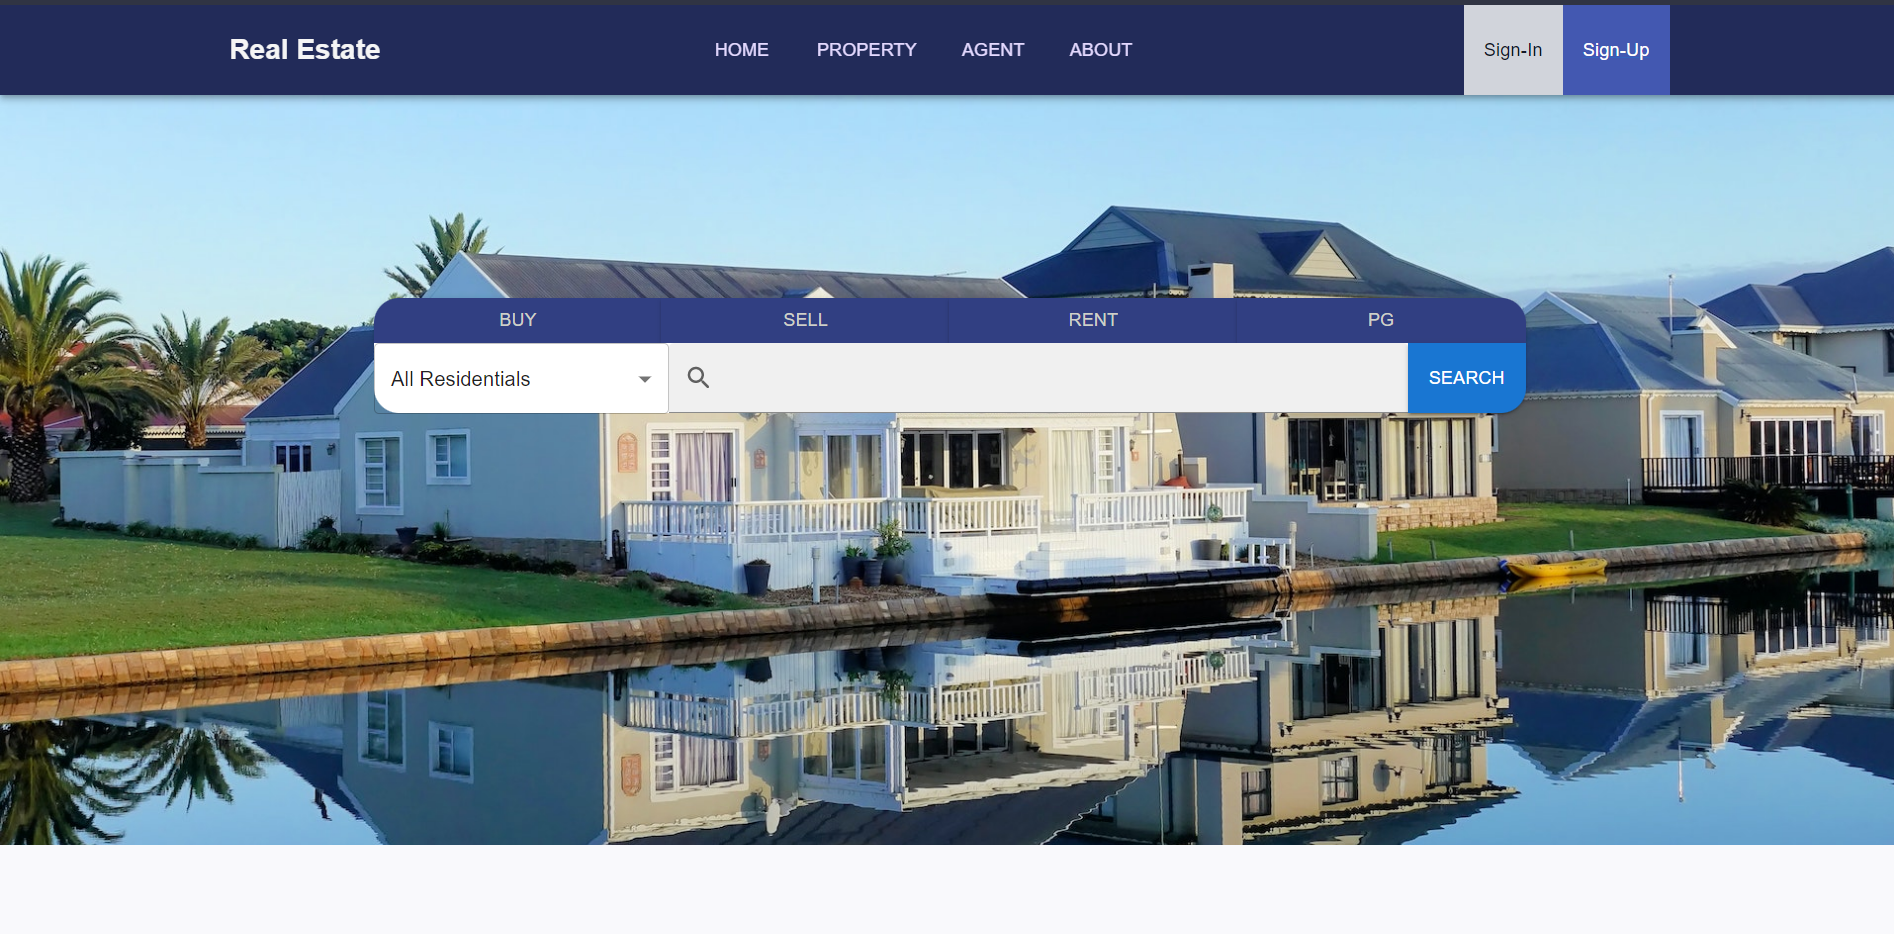 Real Estate
HOME PROPERTY AGENT ABOUT
Sign-In Sign-Up
BUY SELL RENT PG
All Residentials
SEARCH